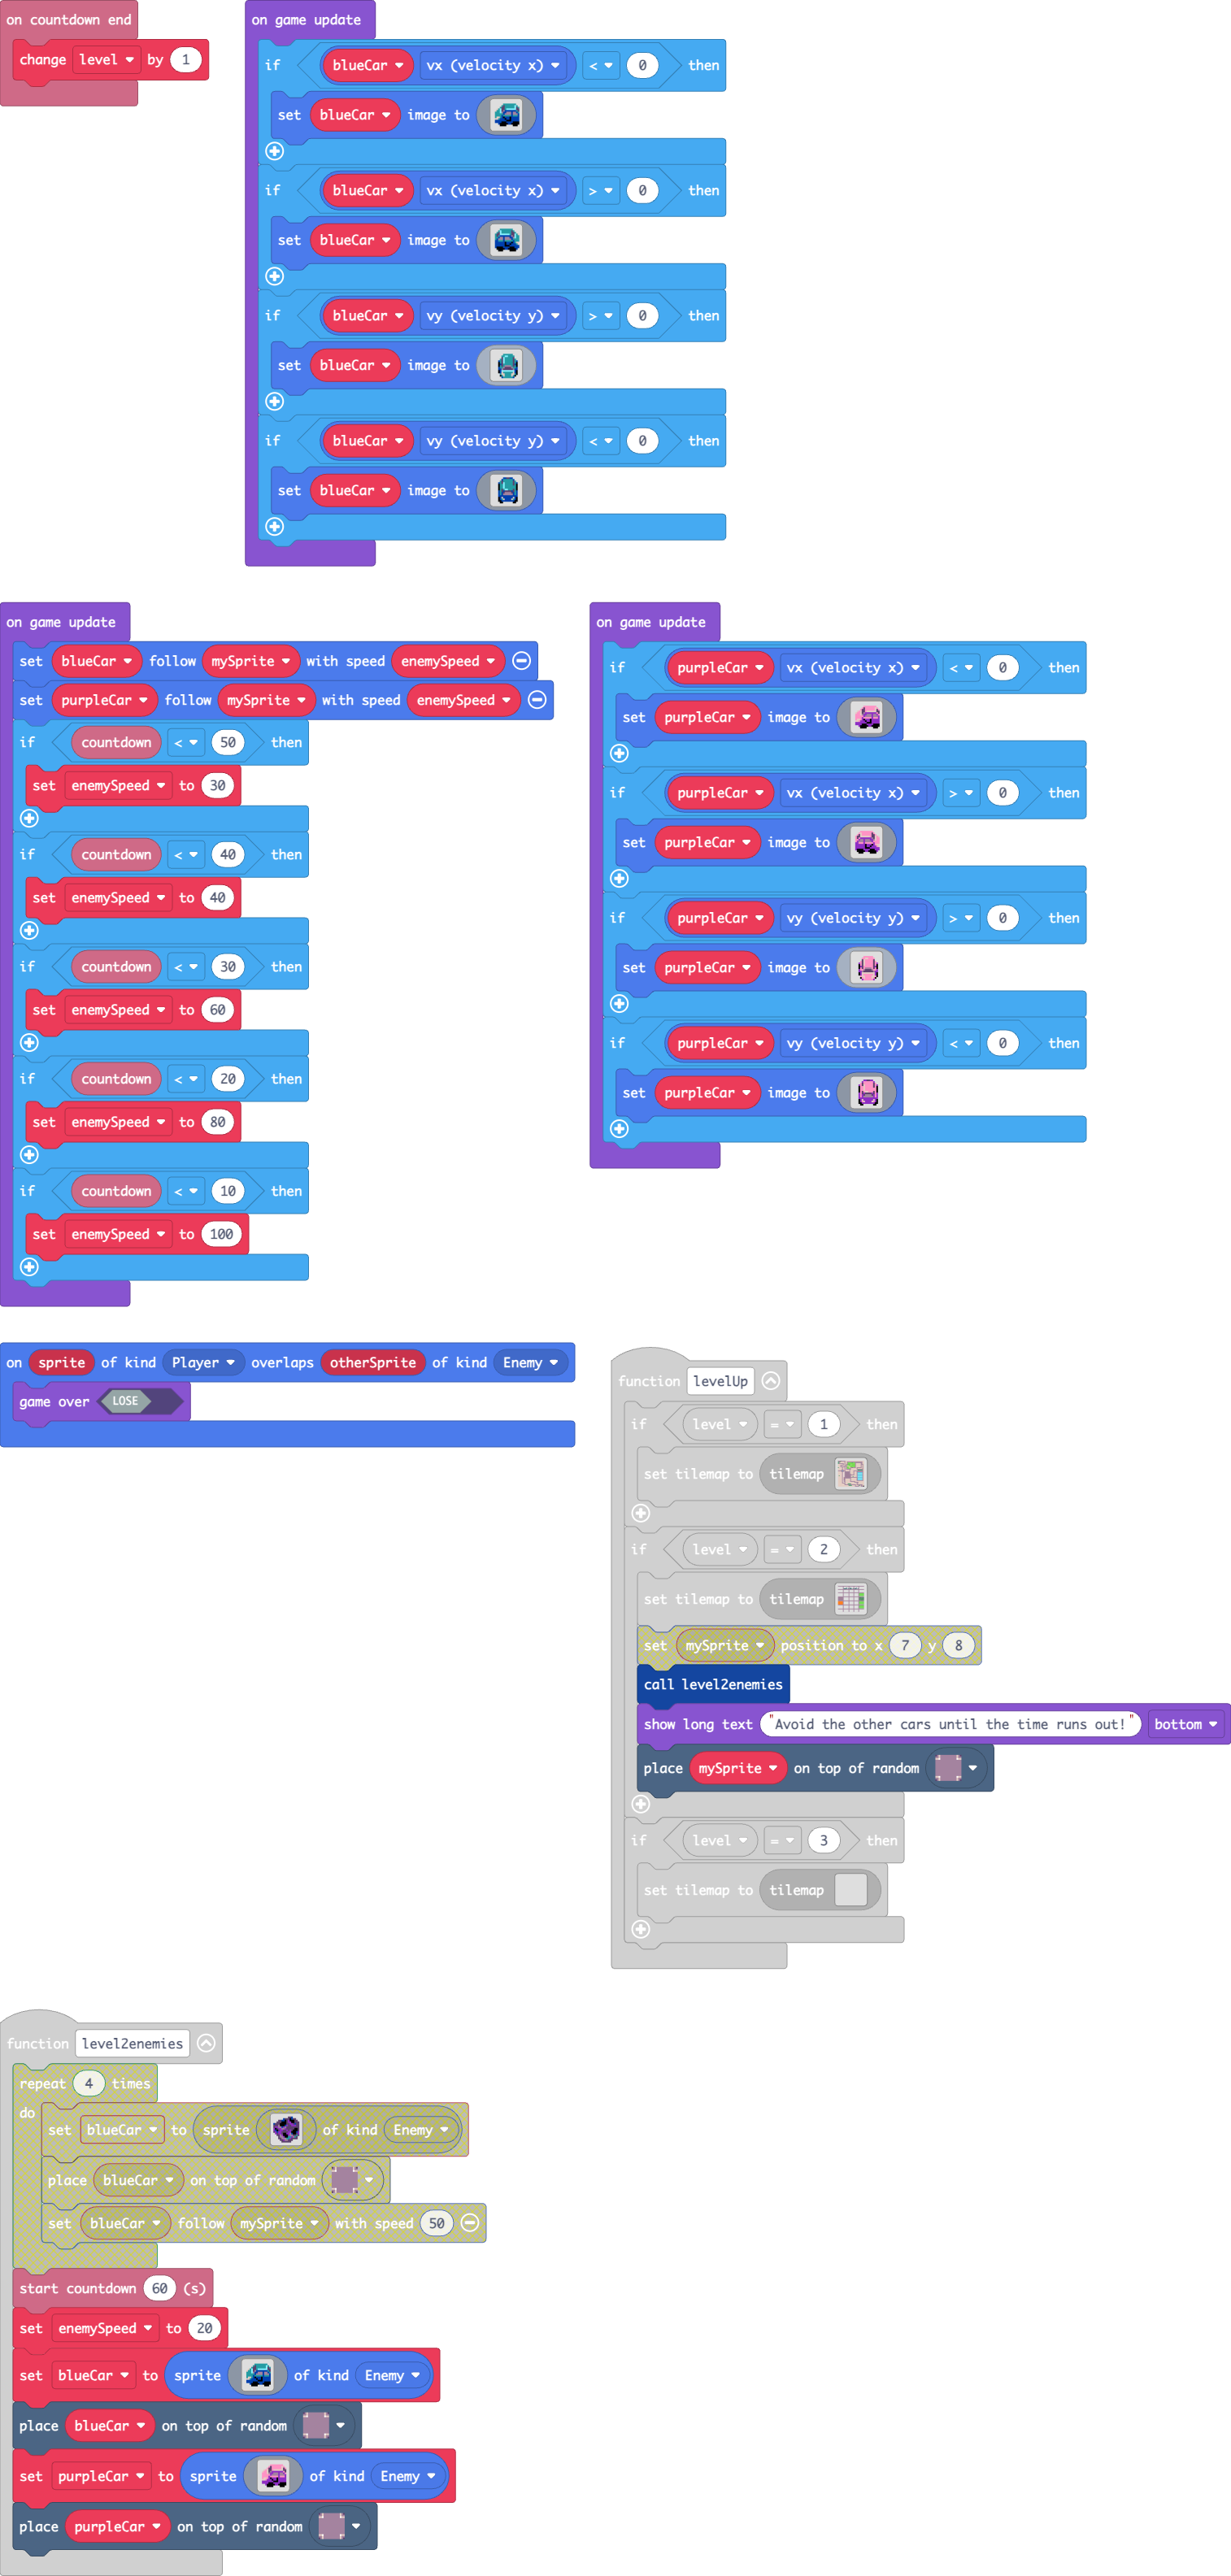 on countdown end
change level by 1
on game update
if blueCar vx (velocity x) < 0 then
set blueCar image to
if blueCar vx (velocity x) > 0 then
set blueCar image to
if blueCar vy (velocity y) > 0 then
set blueCar image to
if blueCar vy (velocity y) < 0 then
set blueCar image to
on game update
set blueCar follow mySprite with speed enemySpeed
set purpleCar follow mySprite with speed enemySpeed
if countdown < 50 then
set enemySpeed to 30
if countdown < 40 then
set enemySpeed to 40
if countdown < 30 then
set enemySpeed to 60
if countdown < 20 then
set enemySpeed to 80
if countdown < 10 then
set enemySpeed to 100
on game update
if purpleCar vx (velocity x) < 0 then
set purpleCar image to
if purpleCar vx (velocity x) > 0 then
set purpleCar image to
if purpleCar vy (velocity y) > 0 then
set purpleCar image to
if purpleCar vy (velocity y) < 0 then
set purpleCar image to
on sprite of kind Player overlaps otherSprite of kind Enemy
game over LOSE
function levelUp
if level = 1 then
set tilemap to tilemap
if level = 2 then
set tilemap to tilemap
set mySprite position to x 7 y 8
call level2enemies
show long text "Avoid the other cars until the time runs out!" bottom
place mySprite on top of random
if level = 3 then
set tilemap to tilemap
function level2enemies
repeat 4 times
do
set blueCar to sprite of kind Enemy
place blueCar on top of random
set blueCar follow mySprite with speed 50
start countdown 60 (s)
set enemySpeed to 20
set blueCar to sprite of kind Enemy
place blueCar on top of random
set purpleCar to sprite of kind Enemy
place purpleCar on top of random